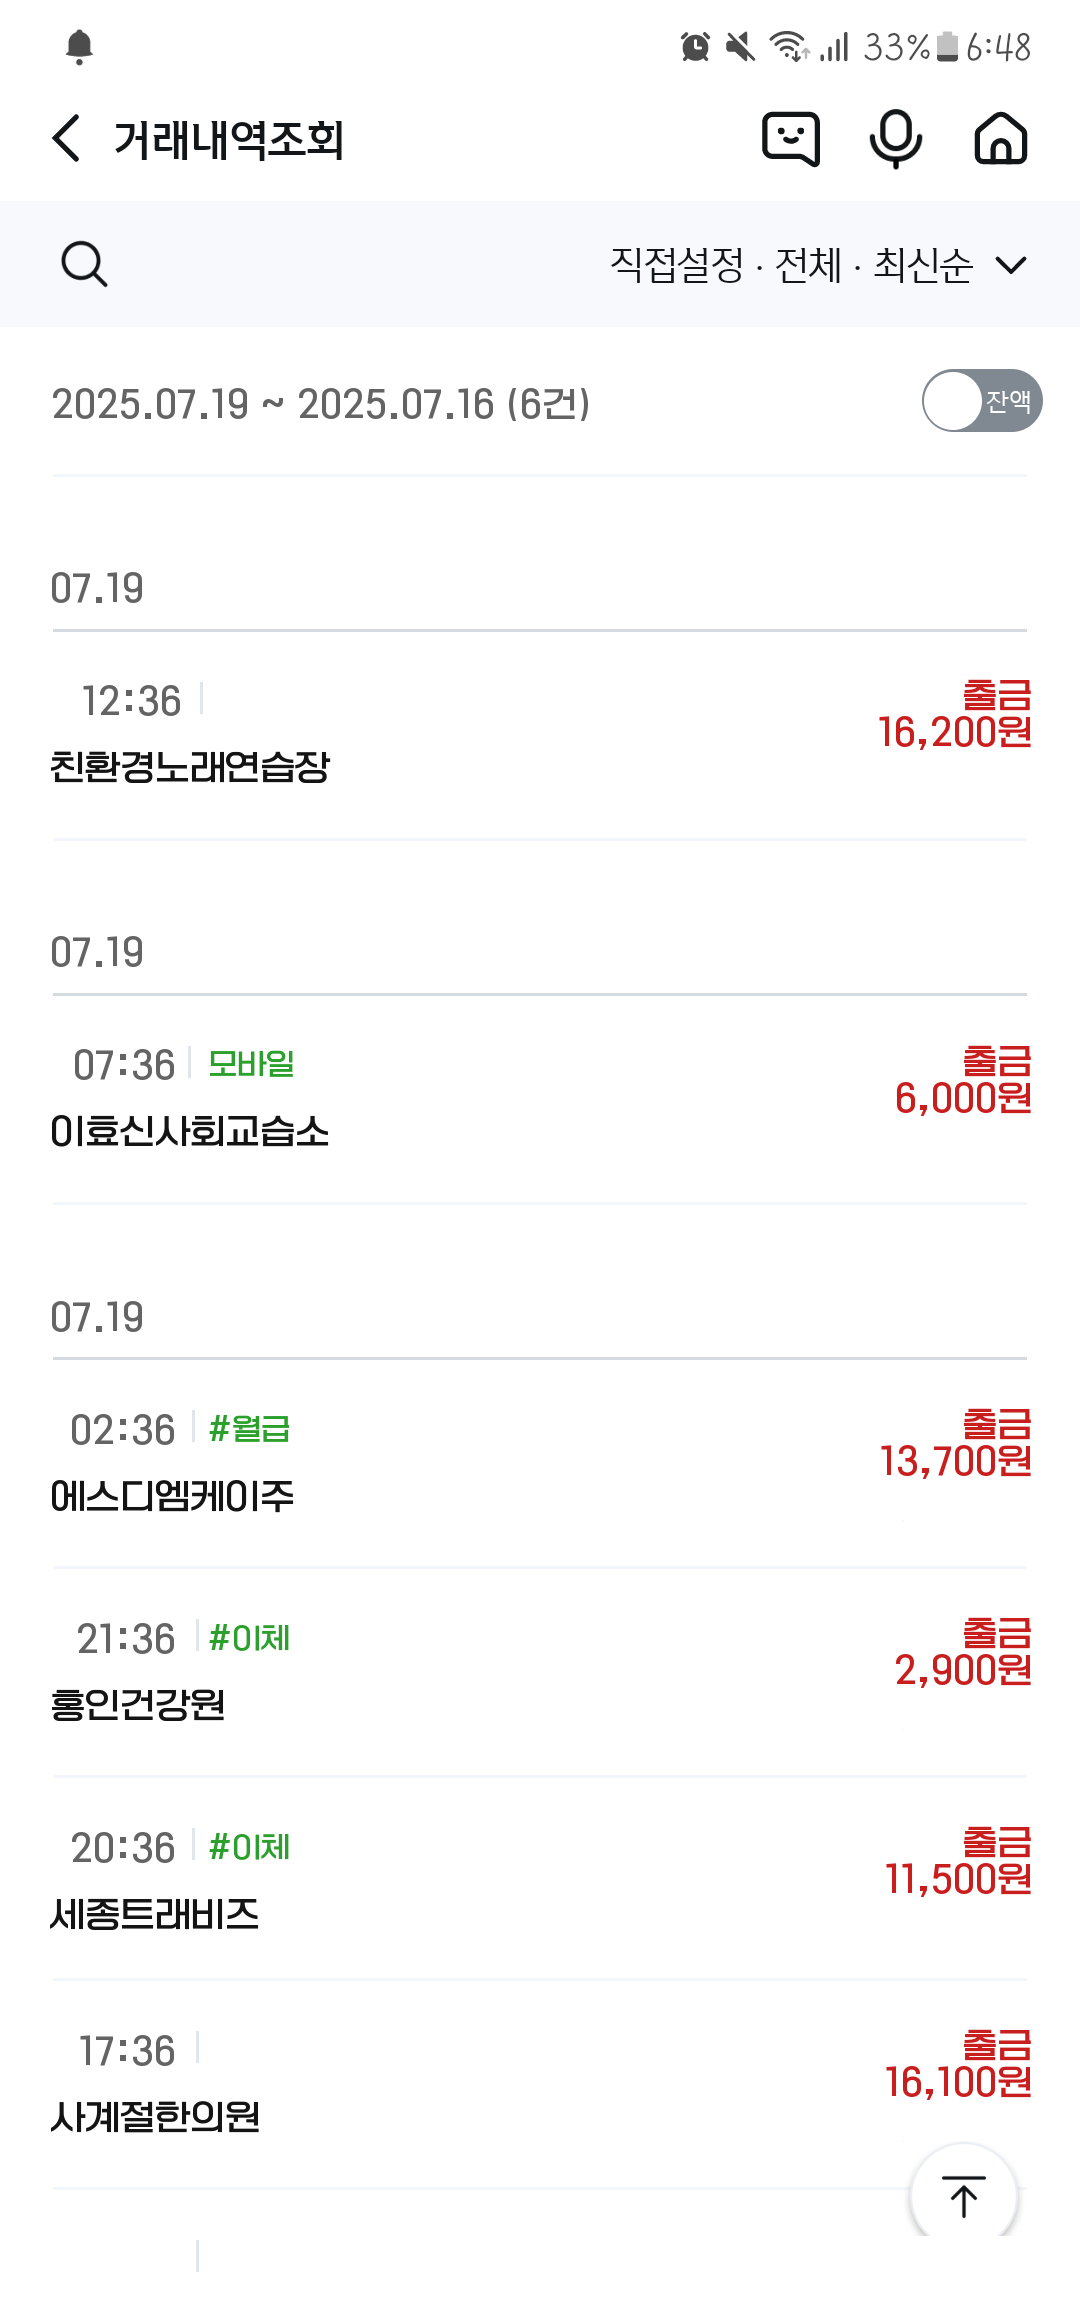 33% 6:48
거래내역조회
직접설정 · 전체 · 최신순
2025.07.19 ~ 2025.07.16 (6건)
잔액
07.19
12:36
출금
16,200원
친환경노래연습장
07.19
07:36 모바일
출금
6,000원
이효신사회교습소
07.19
02:36 #월급
출금
13,700원
에스디엠케이주
21:36 #이체
출금
2,900원
홍인건강원
20:36 #이체
출금
11,500원
세종트래비즈
17:36
출금
16,100원
사계절한의원